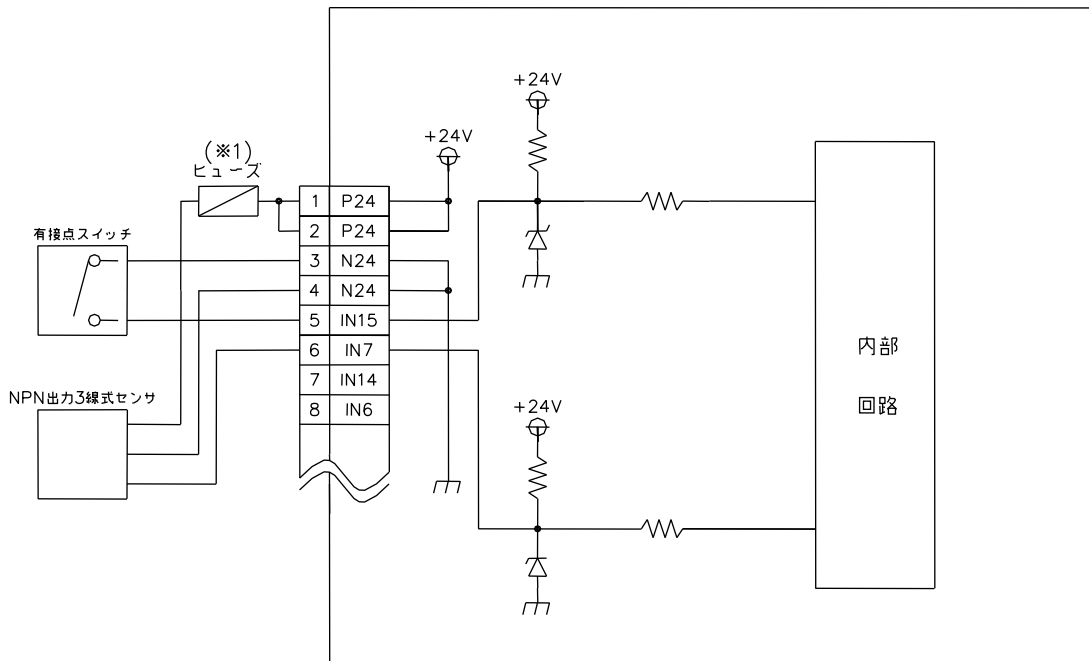 +24V
+24V
(※1)
ヒューズ
1 P24
2 P24
有接点スイッチ
3 N24
4 N24
5 IN15
6 IN7
7 IN14
8 IN6
NPN出力3線式センサ
+24V
内部
回路